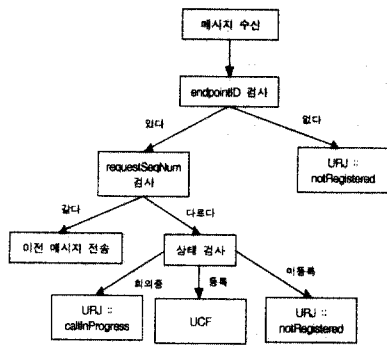 메시지 수신
endpointID 검사
있다
없다
requestSeqNum
검사
URJ ::
notRegistered
같다
다르다
이전 메시지 전송
상태 검사
회의중
등록
미등록
URJ ::
callInProgress
UCF
URJ ::
notRegistered